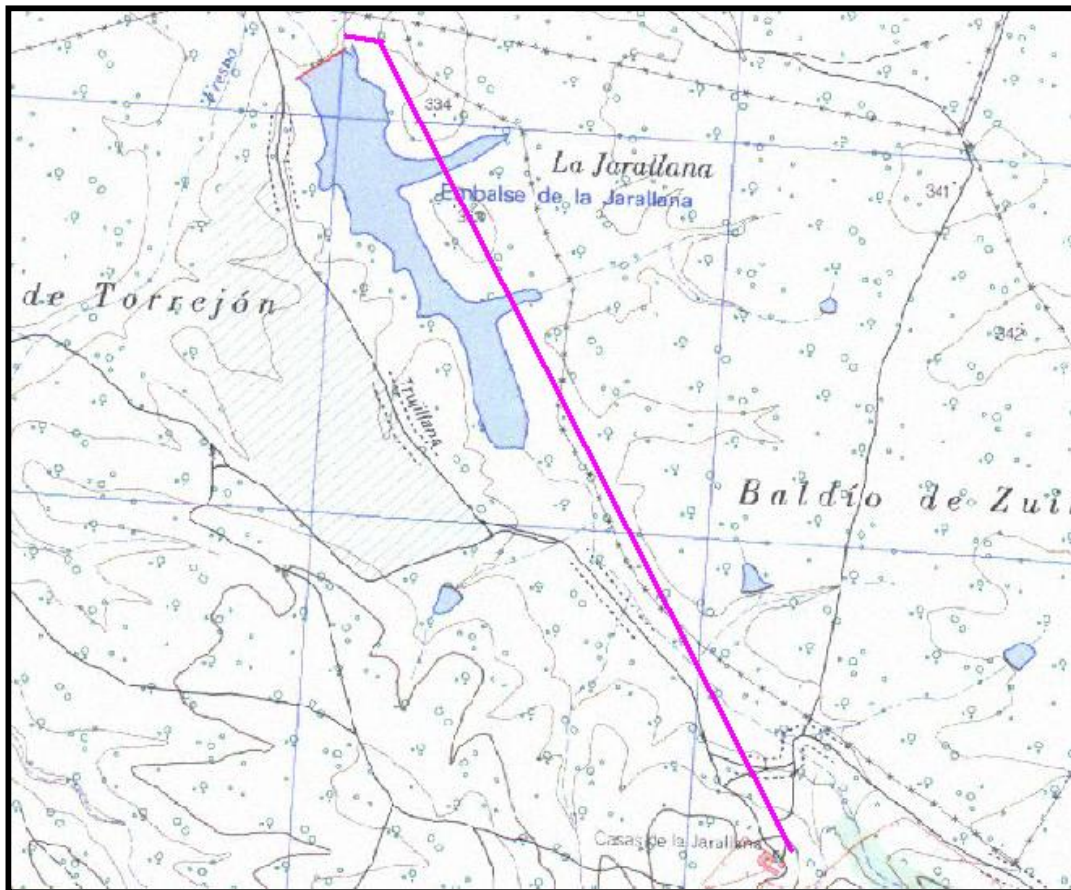 Fresno
334
La Jarallana
Embalse de la Jarallana
341
de Torrejón
342
Trujillana
Baldío de Zui
Casas de la Jarallana